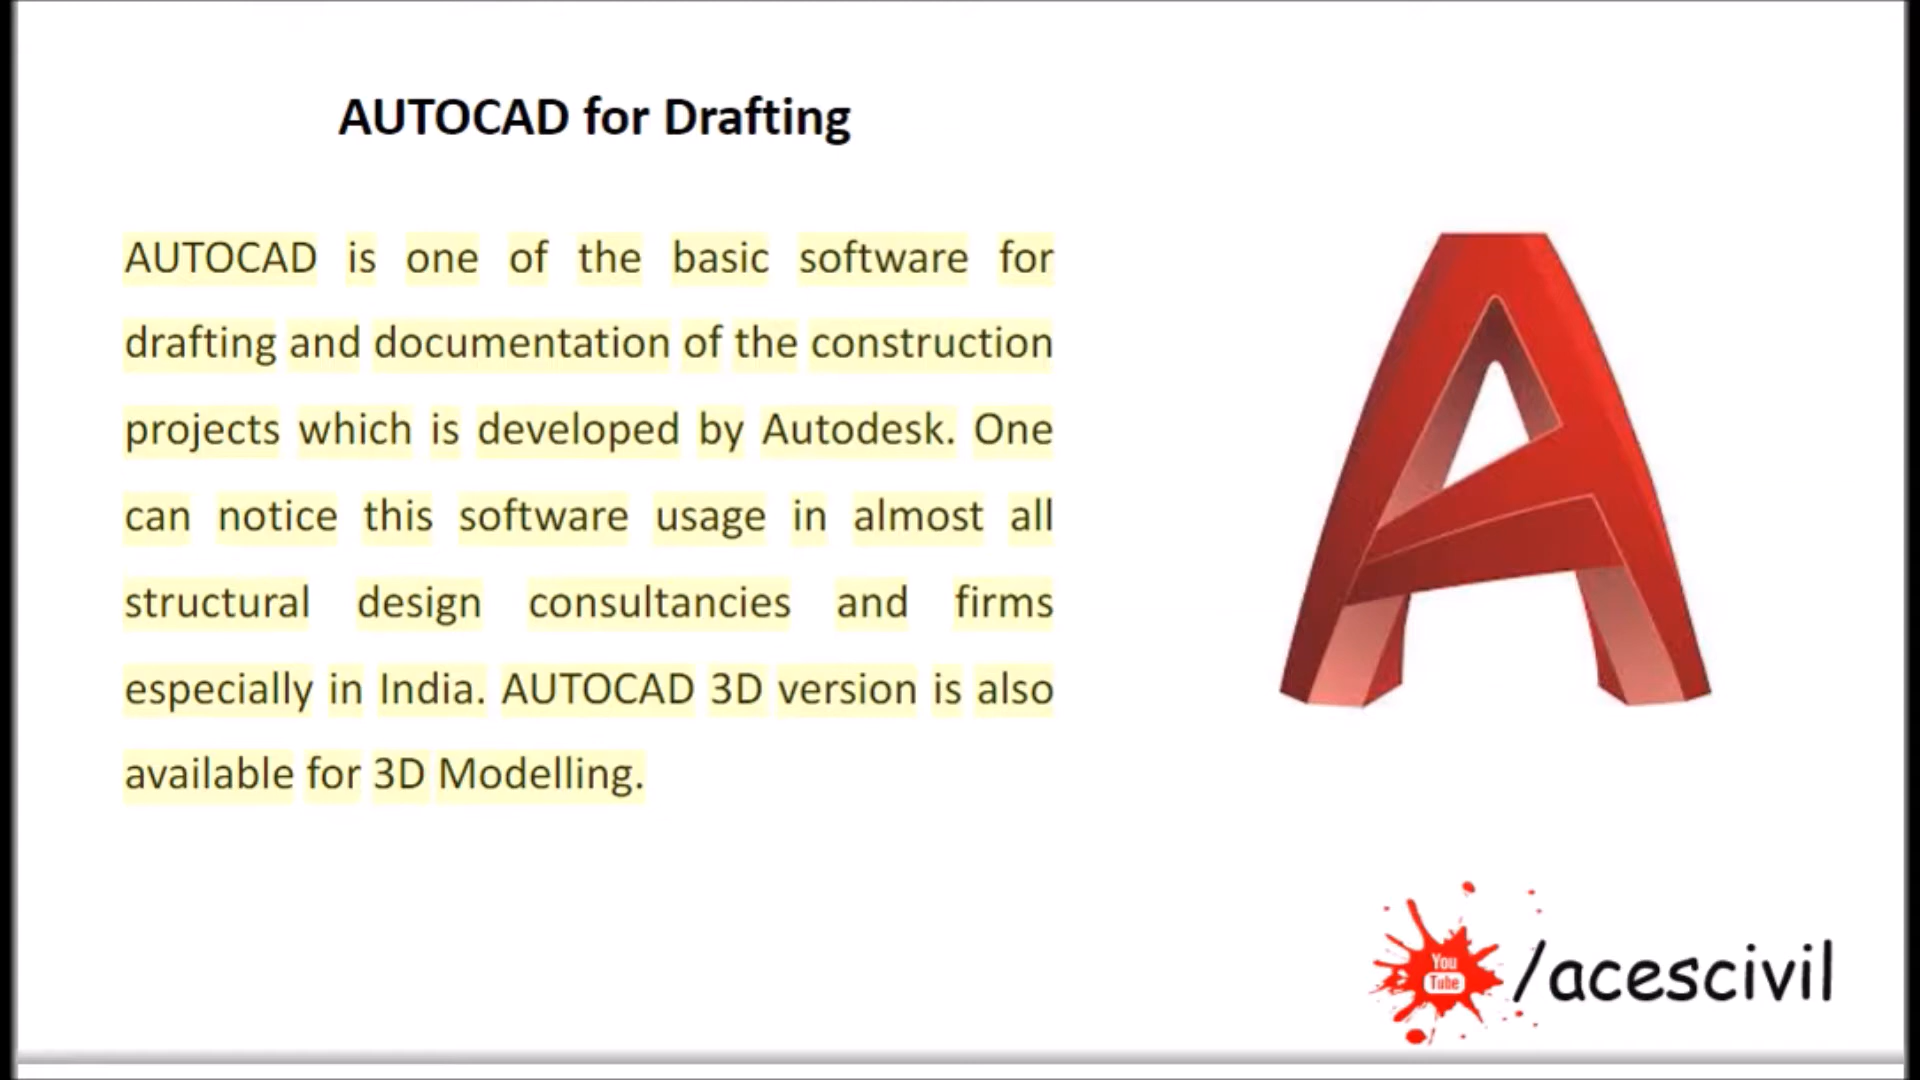 AUTOCAD for Drafting
AUTOCAD is one of the basic software for
drafting and documentation of the construction
projects which is developed by Autodesk. One
can notice this software usage in almost all
structural design consultancies and firms
especially in India. AUTOCAD 3D version is also
available for 3D Modelling.
You
Tube
/acescivil